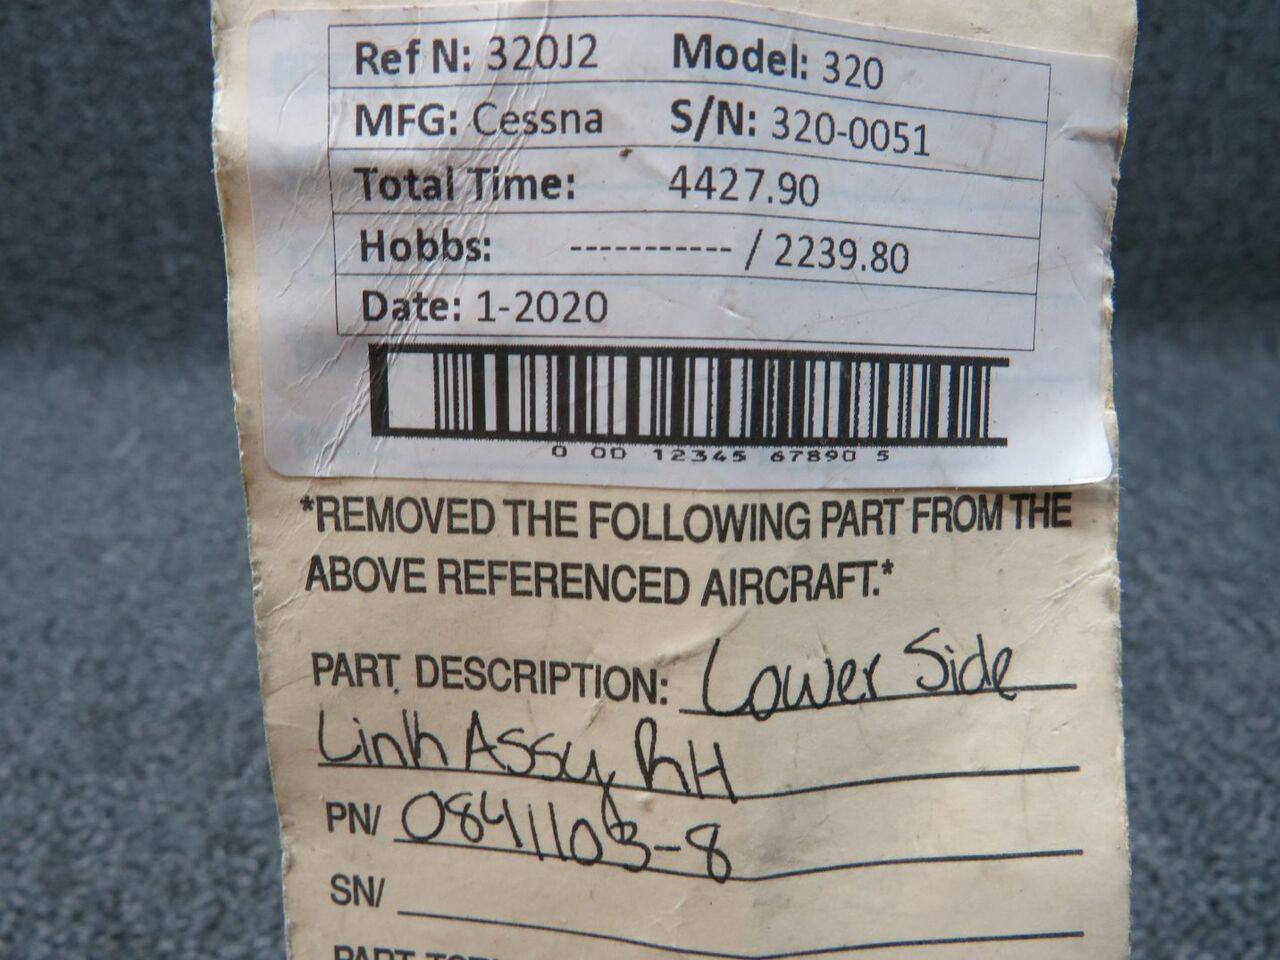 Ref N: 320J2 Model: 320
MFG: Cessna S/N: 320-0051
Total Time: 4427.90
Hobbs: ----------- / 2239.80
Date: 1-2020
0 00 12345 67890 5
*REMOVED THE FOLLOWING PART FROM THE
ABOVE REFERENCED AIRCRAFT.*
PART DESCRIPTION: Lower Side
Link Assy RH
PN/ 0841103-8
SN/
PART